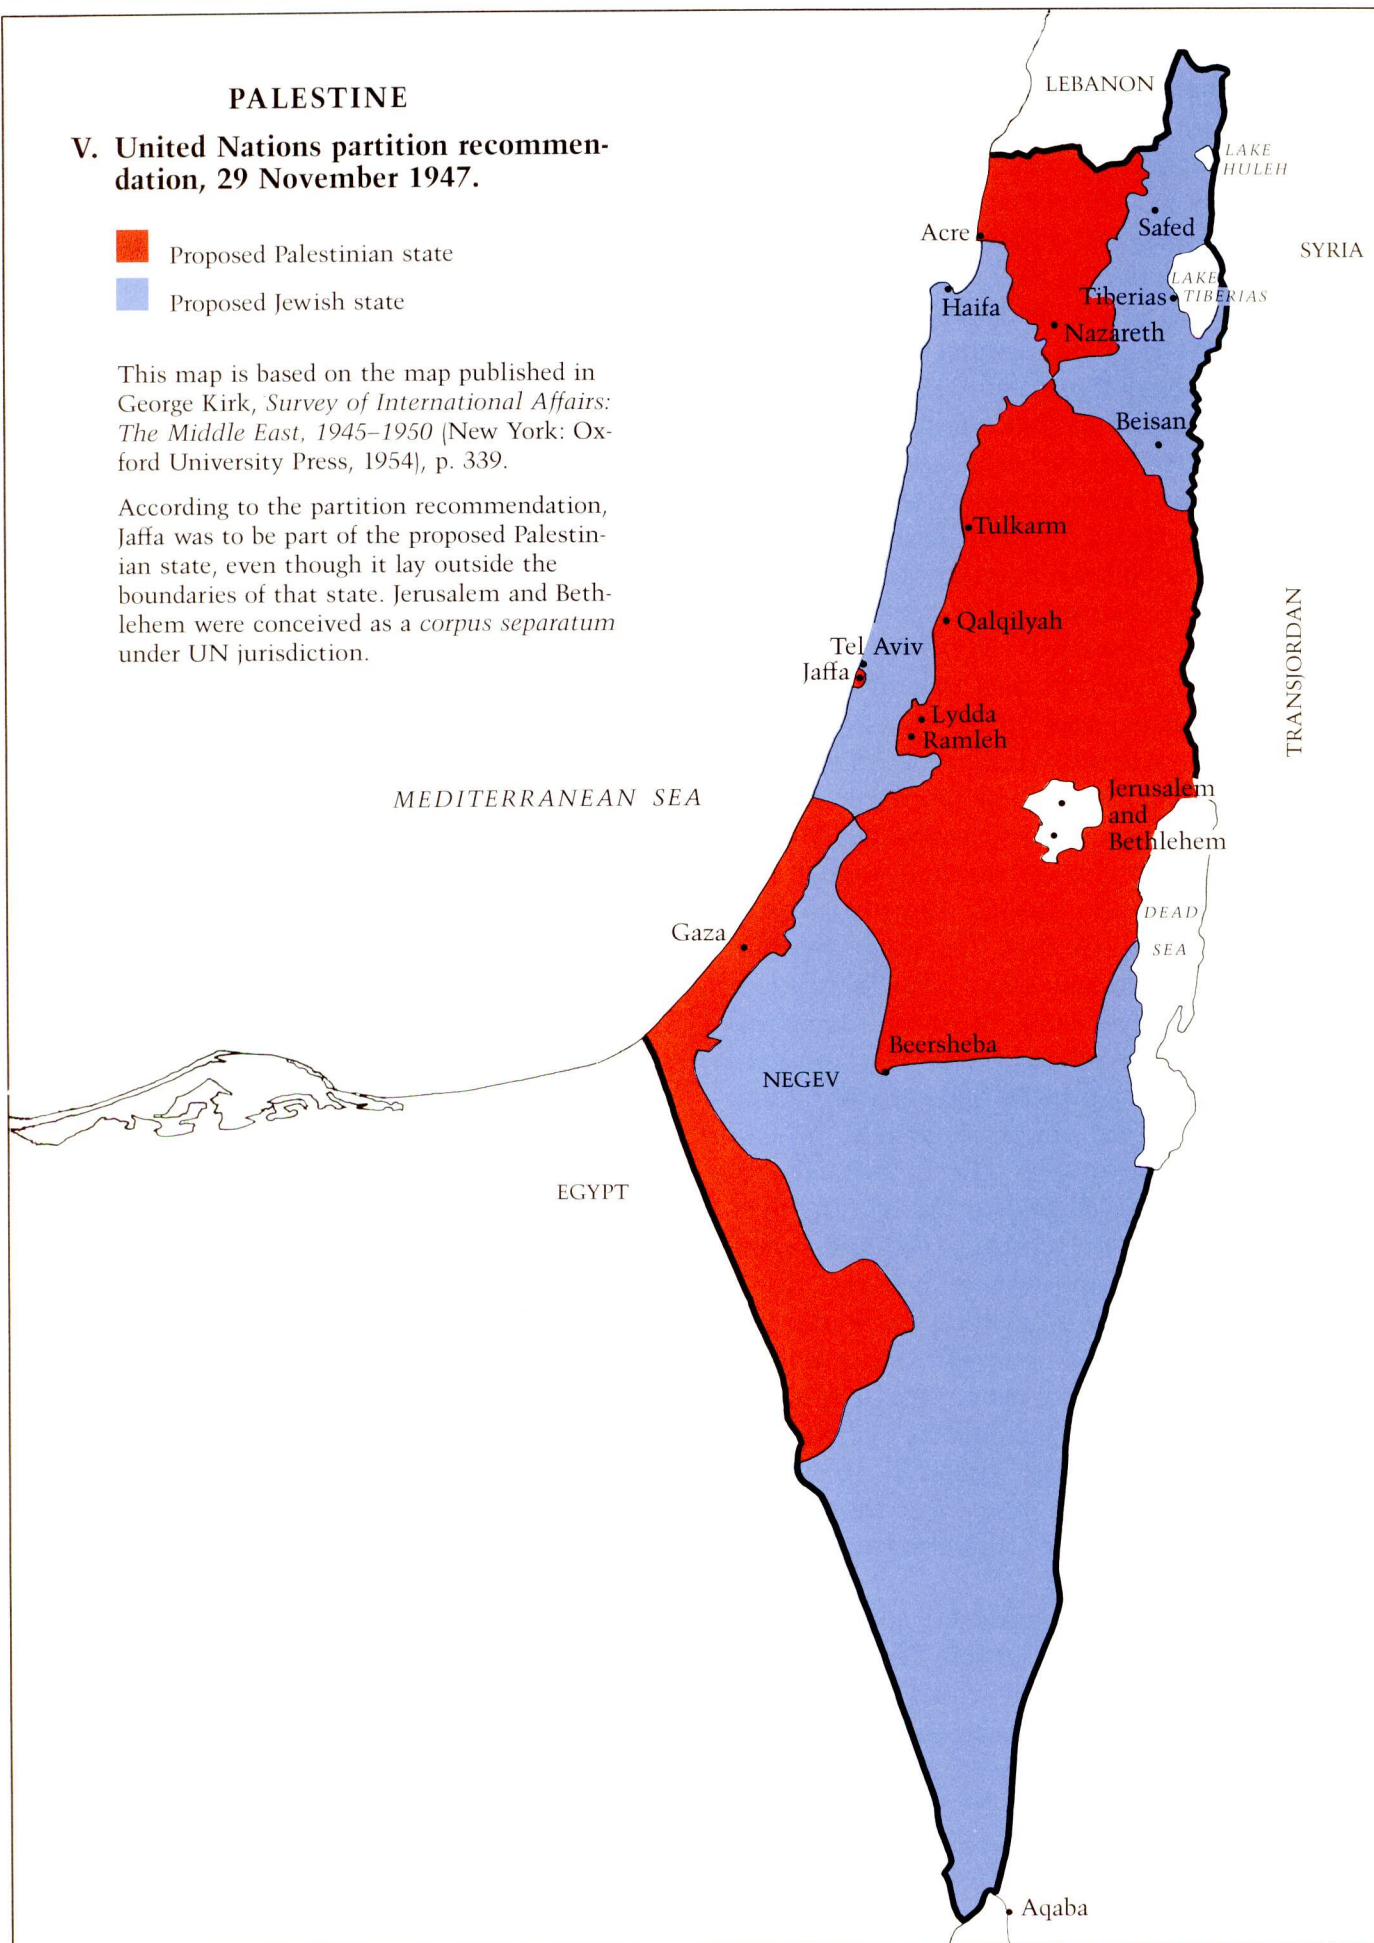 PALESTINE
V. United Nations partition recommen-
dation, 29 November 1947.
Proposed Palestinian state
Proposed Jewish state
This map is based on the map published in
George Kirk, Survey of International Affairs:
The Middle East, 1945–1950 (New York: Ox-
ford University Press, 1954), p. 339.
According to the partition recommendation,
Jaffa was to be part of the proposed Palestin-
ian state, even though it lay outside the
boundaries of that state. Jerusalem and Beth-
lehem were conceived as a corpus separatum
under UN jurisdiction.
LEBANON
LAKE
HULEH
Safed
Acre
SYRIA
LAKE
TIBERIAS
Tiberias
Haifa
Nazareth
Beisan
Tulkarm
Qalqilyah
Tel Aviv
Jaffa
TRANSJORDAN
Lydda
Ramleh
MEDITERRANEAN SEA
Jerusalem
and
Bethlehem
DEAD
SEA
Gaza
Beersheba
NEGEV
EGYPT
Aqaba